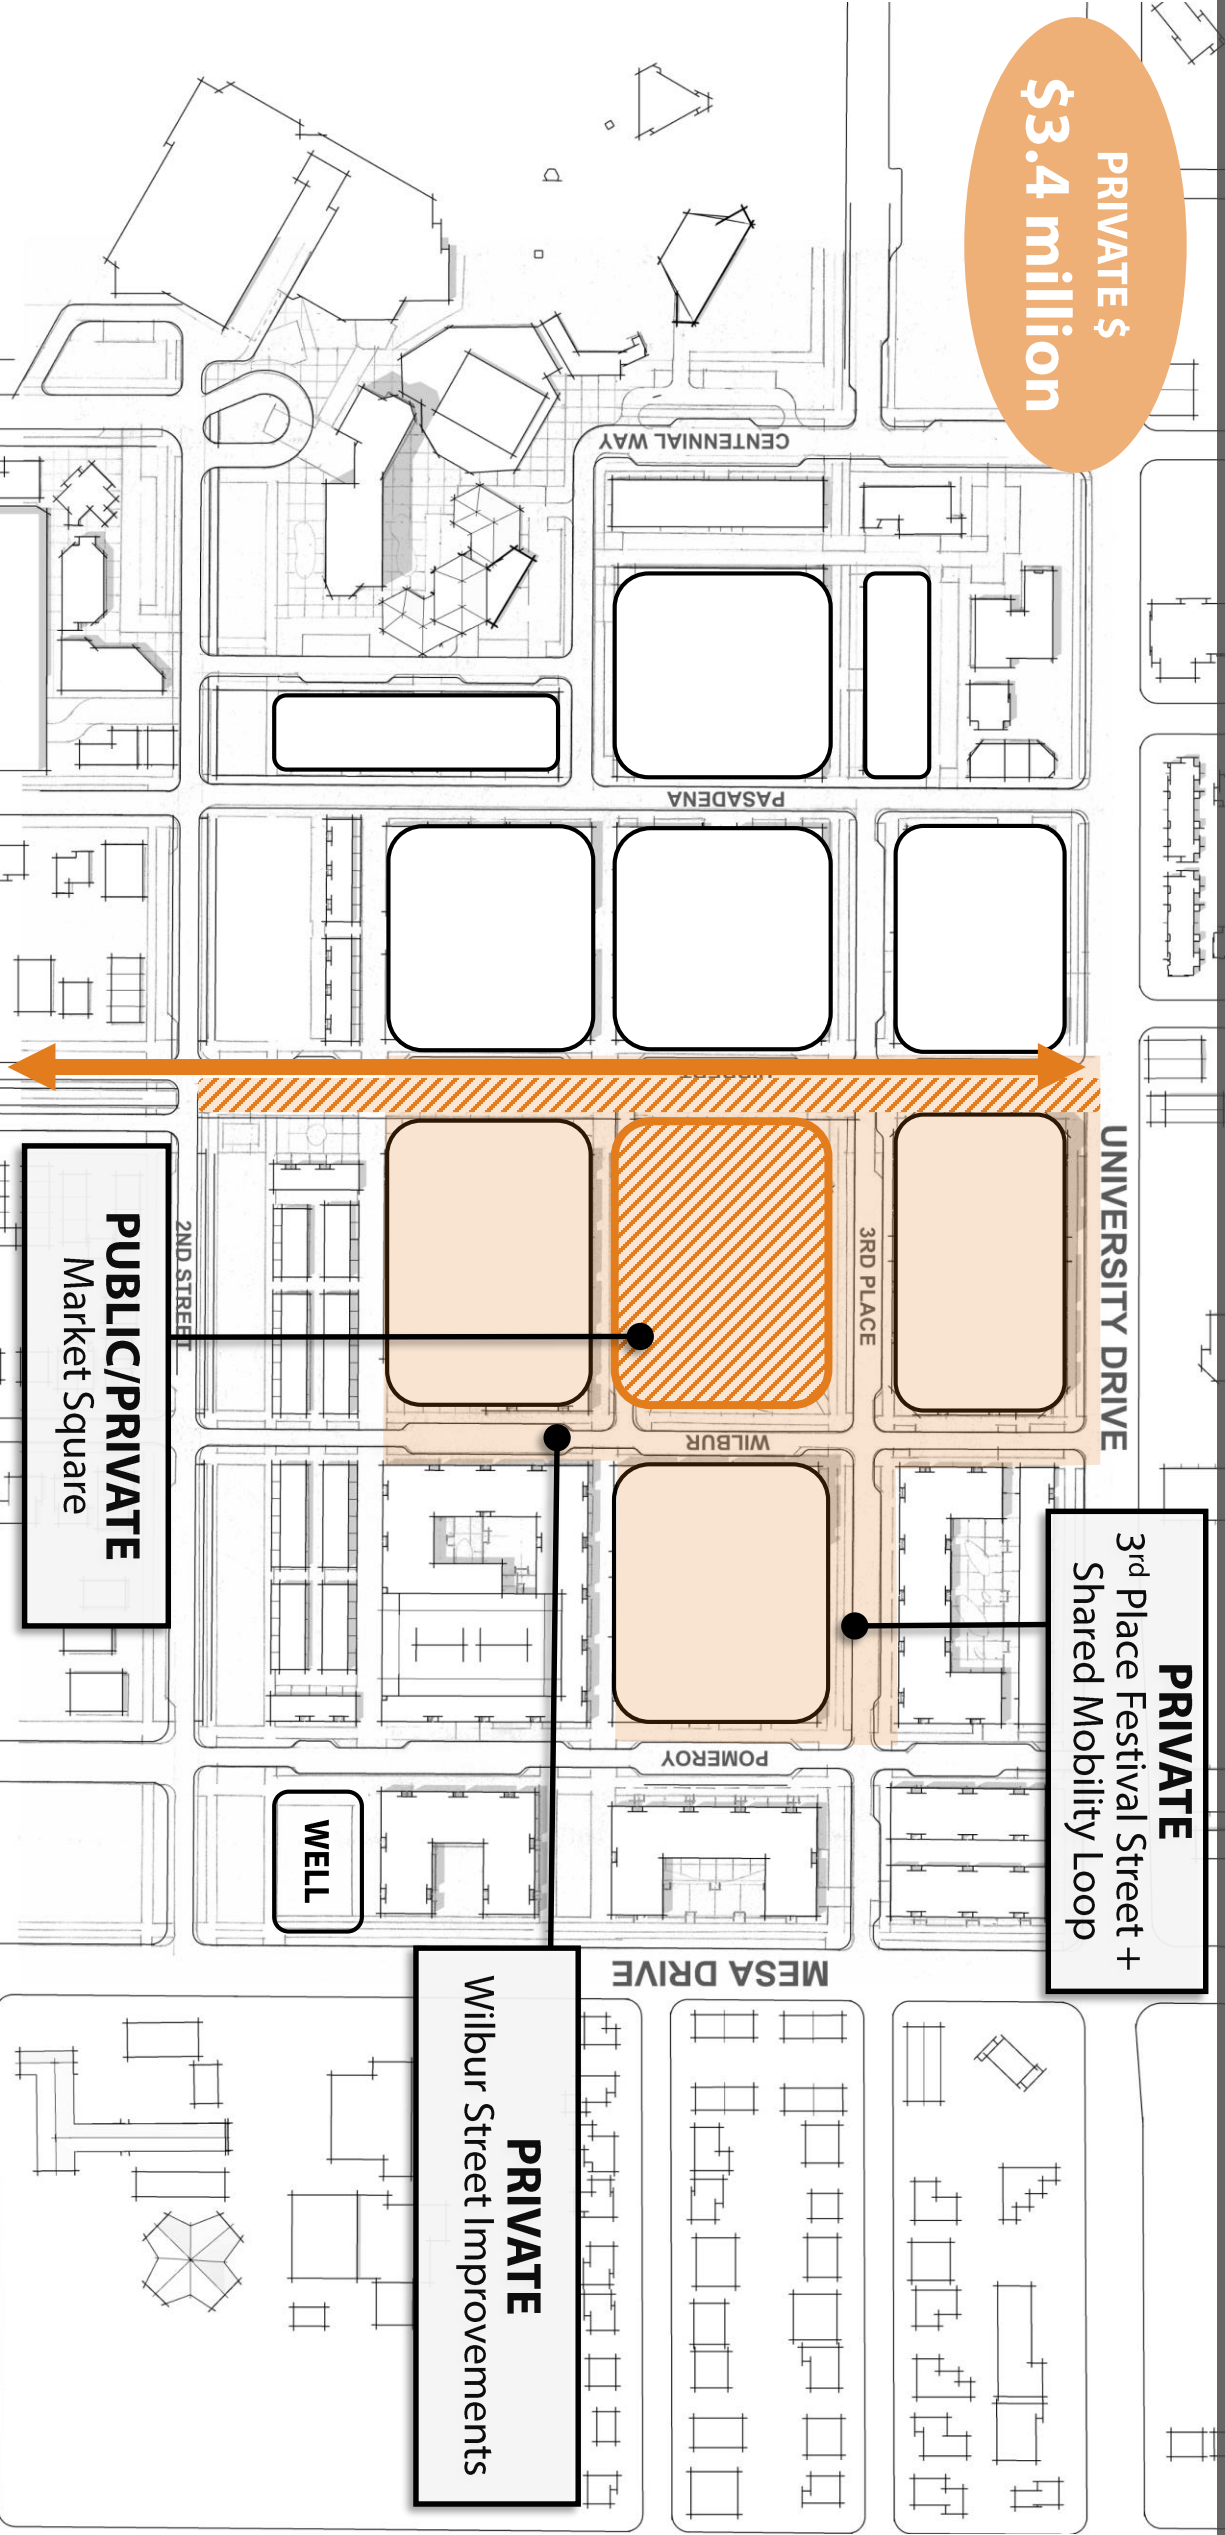 PRIVATE $
$3.4 million
UNIVERSITY DRIVE
PRIVATE
3rd Place Festival Street +
Shared Mobility Loop
CENTENNIAL WAY
PASADENA
3RD PLACE
WILBUR
POMEROY
MESA DRIVE
2ND STREET
WELL
PUBLIC/PRIVATE
Market Square
PRIVATE
Wilbur Street Improvements